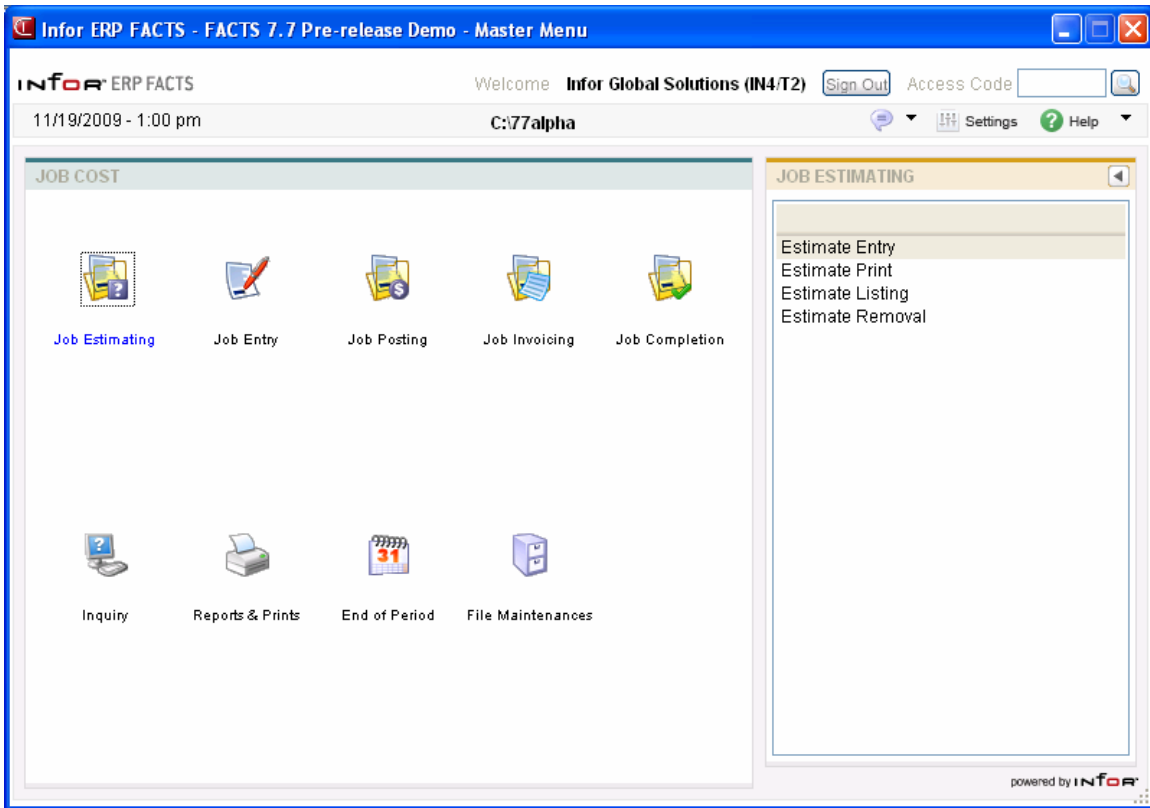 Infor ERP FACTS - FACTS 7.7 Pre-release Demo - Master Menu
INfor ERP FACTS
Welcome Infor Global Solutions (IN4/T2) Sign Out Access Code
11/19/2009 - 1:00 pm C:\77alpha Settings ? Help
JOB COST
Job Estimating Job Entry Job Posting Job Invoicing Job Completion
Inquiry Reports & Prints End of Period File Maintenances
31
JOB ESTIMATING
Estimate Entry
Estimate Print
Estimate Listing
Estimate Removal
powered by INfor